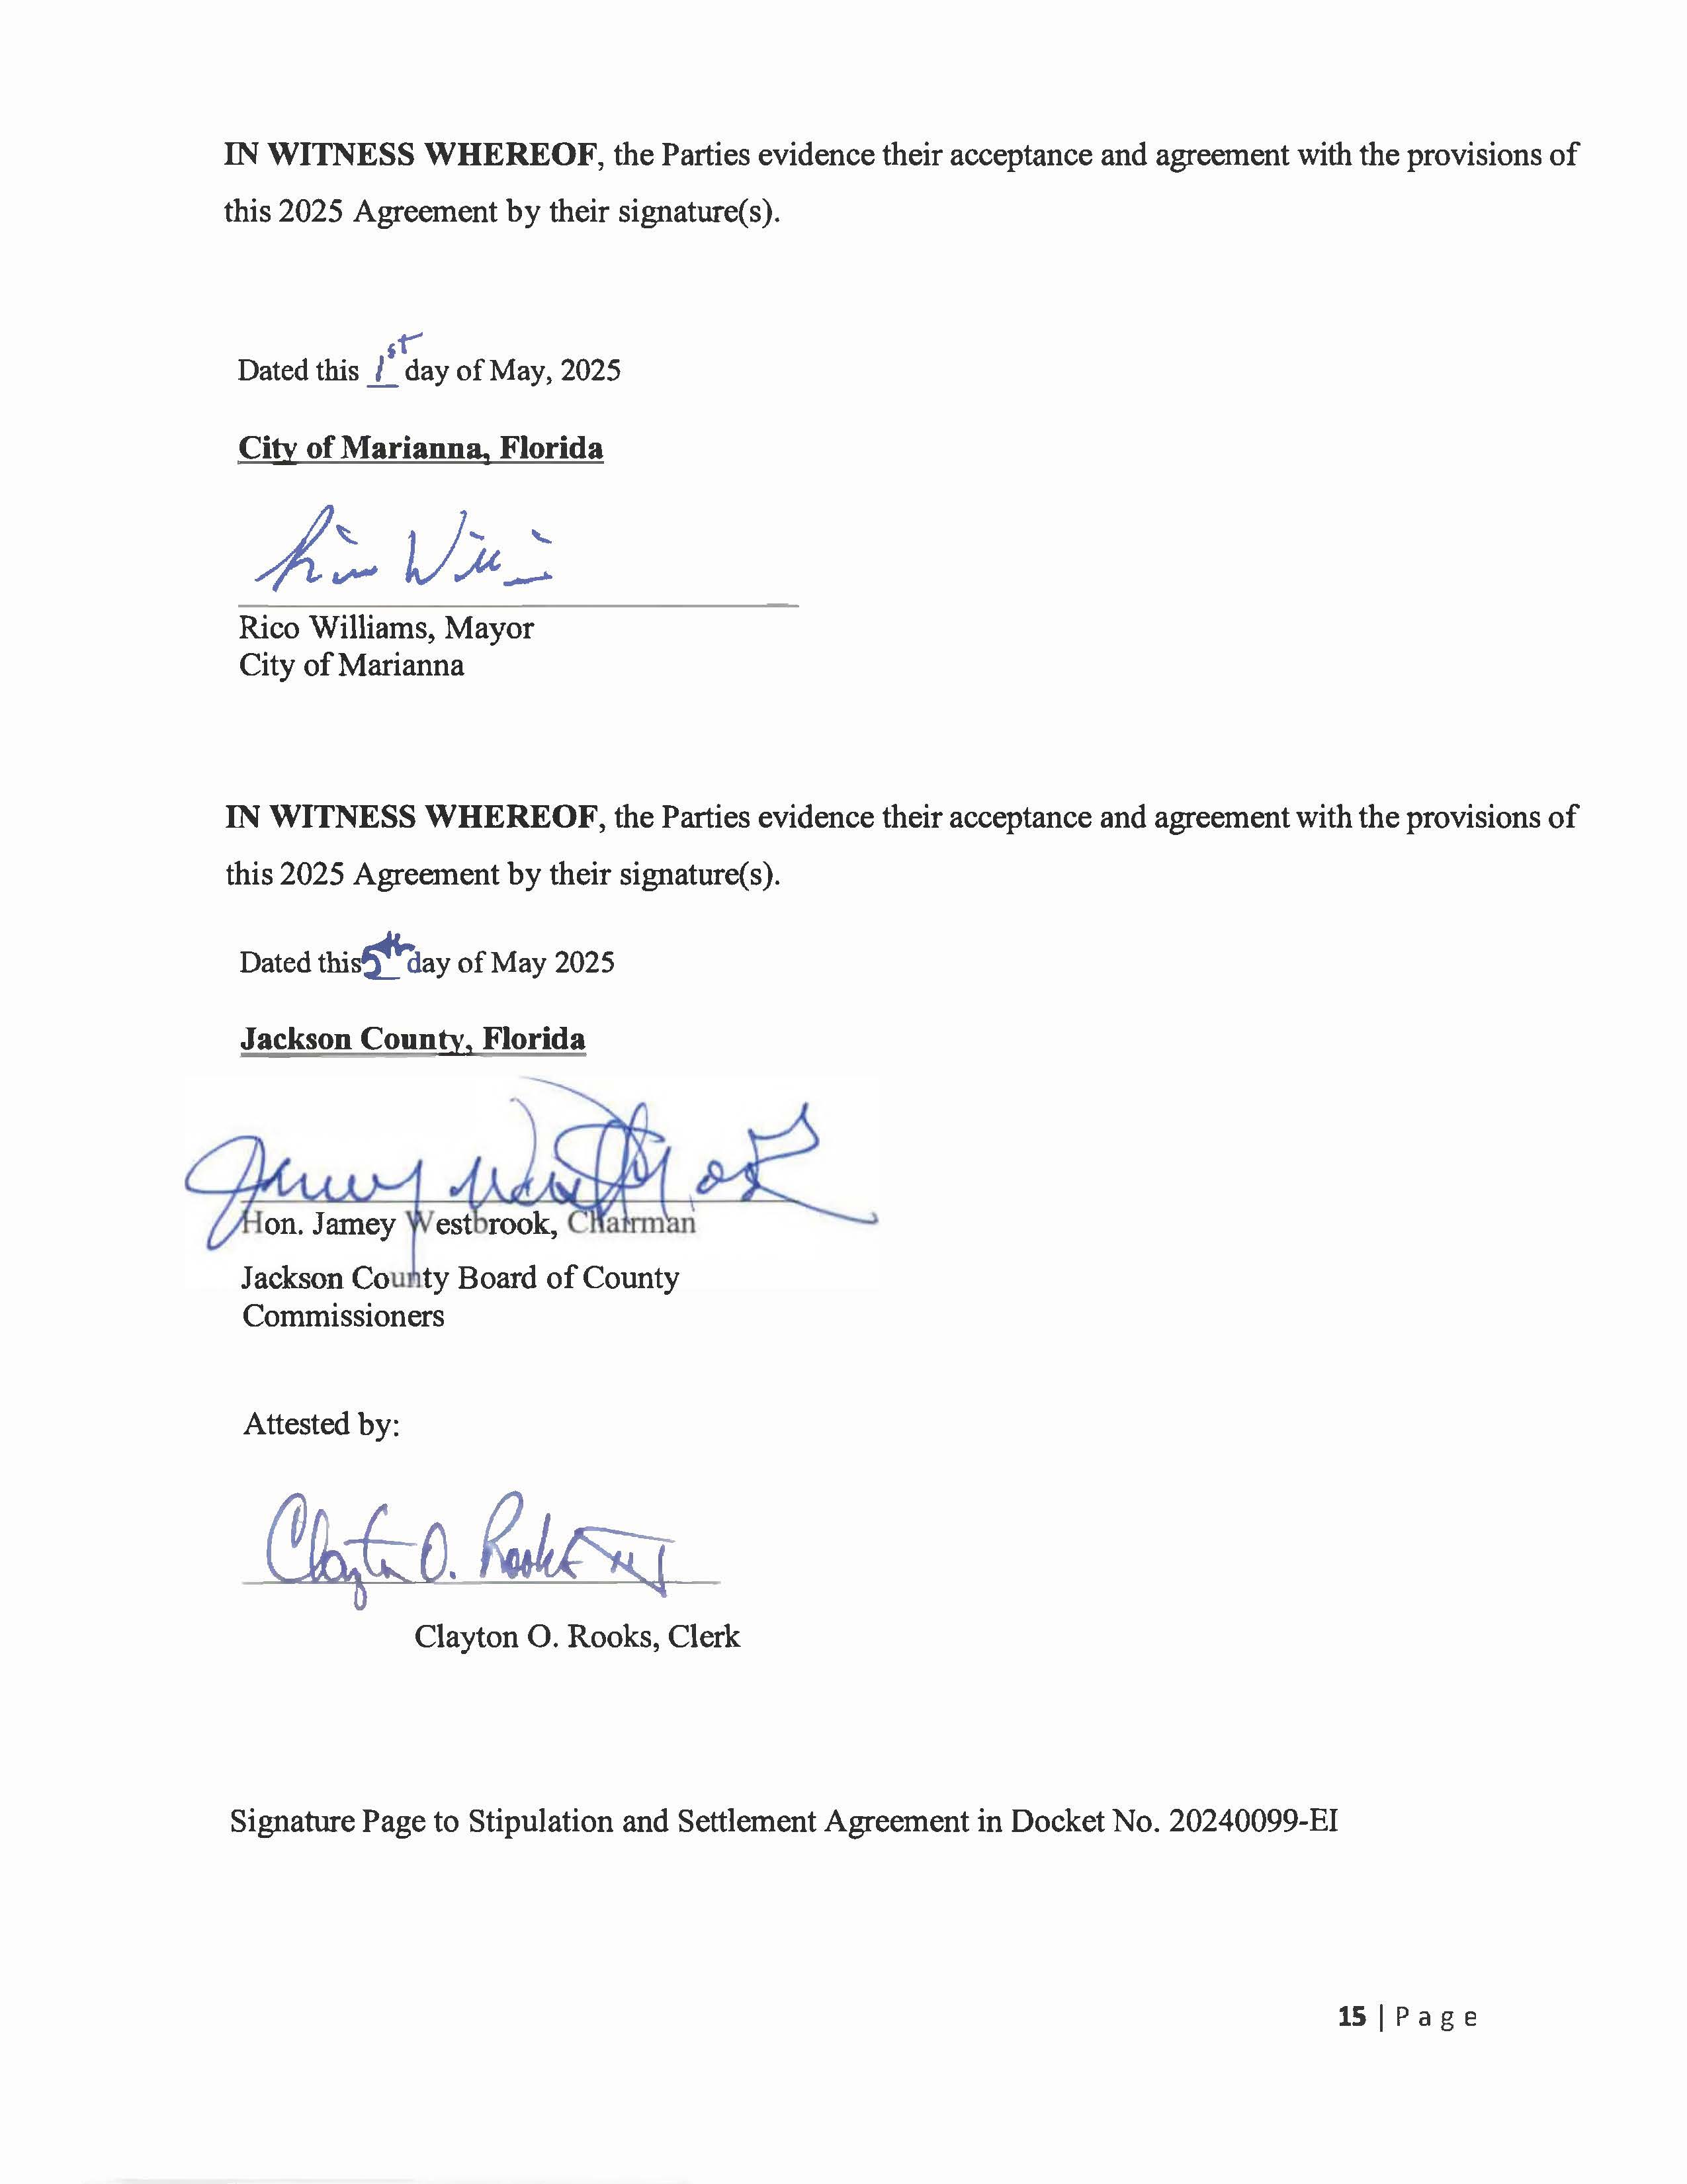 IN WITNESS WHEREOF, the Parties evidence their acceptance and agreement with the provisions of
this 2025 Agreement by their signature(s).
Dated this 1st day of May, 2025
City of Marianna, Florida
Rico Williams, Mayor
City of Marianna
IN WITNESS WHEREOF, the Parties evidence their acceptance and agreement with the provisions of
this 2025 Agreement by their signature(s).
Dated this 5th day of May 2025
Jackson County, Florida
Jamey Westbrook
Hon. Jamey Westbrook, Chairman
Jackson County Board of County
Commissioners
Attested by:
Clayton O. Rooks III
Clayton O. Rooks, Clerk
Signature Page to Stipulation and Settlement Agreement in Docket No. 20240099-EI
15 | Page